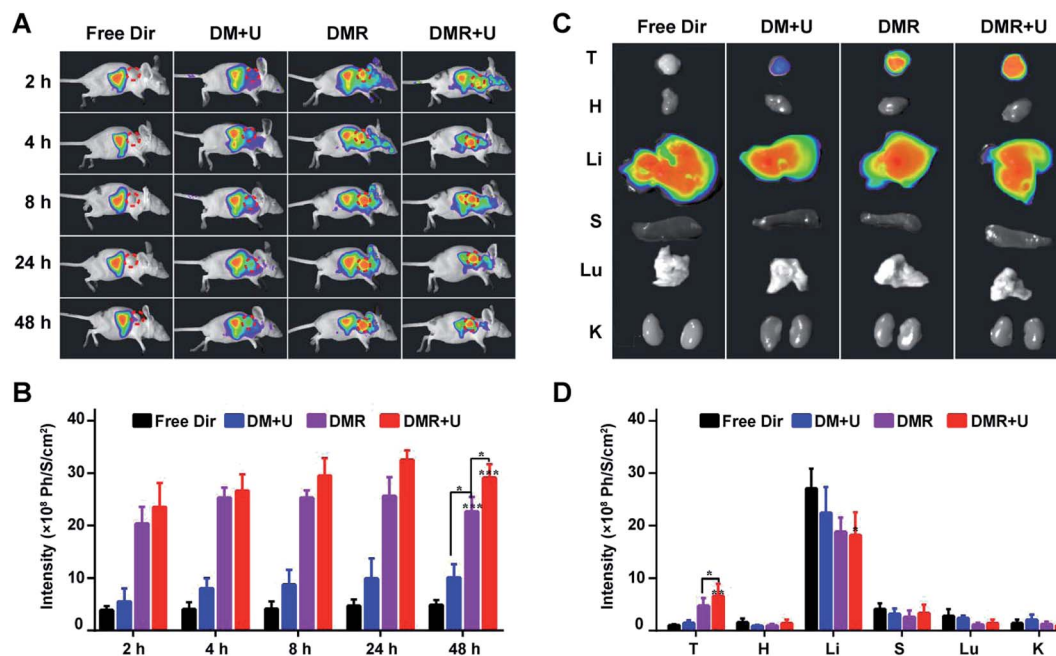 A
Free Dir DM+U DMR DMR+U
2 h
4 h
8 h
24 h
48 h
C
Free Dir DM+U DMR DMR+U
T
H
Li
S
Lu
K
B
Free Dir DM+U DMR DMR+U
Intensity (×10⁸ Ph/S/cm²)
40
30
20
10
0
* *
*** ***
2 h 4 h 8 h 24 h 48 h
D
Free Dir DM+U DMR DMR+U
Intensity (×10⁸ Ph/S/cm²)
40
30
20
10
0
*
**
*
T H Li S Lu K